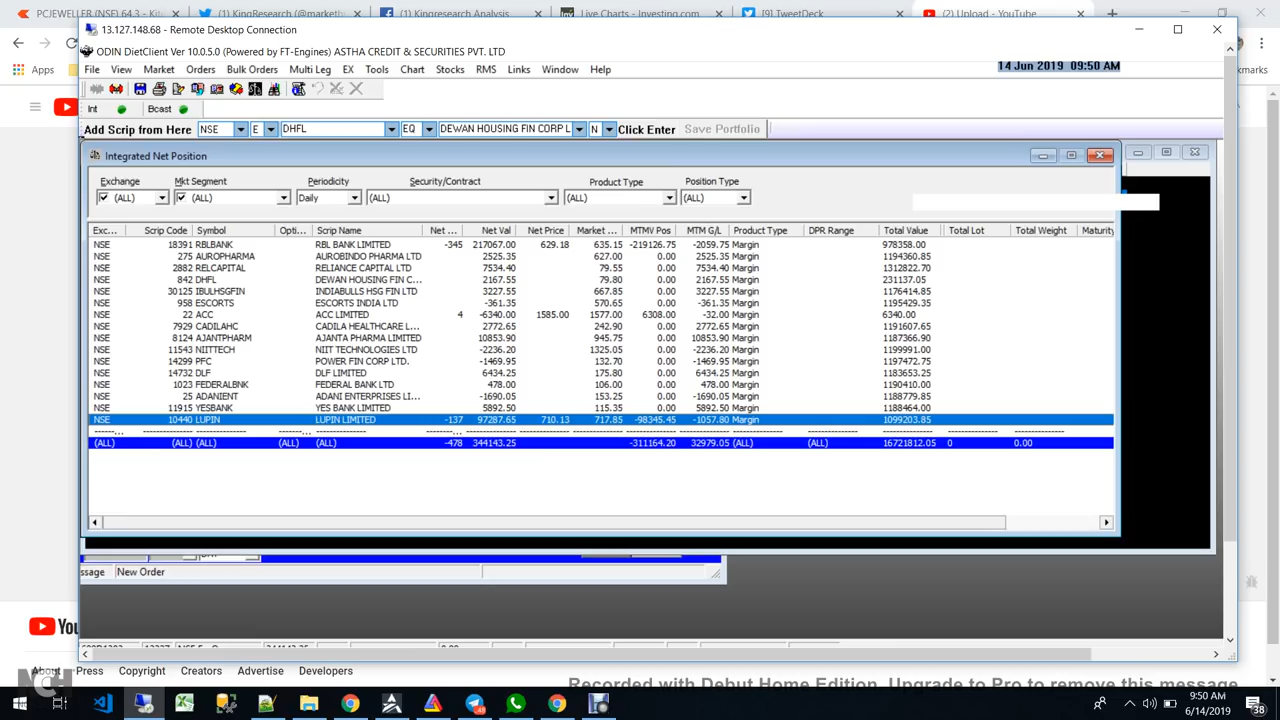 PCJEWELLER ₹64.3 -
KingResearch (@marketh
Kingresearch Analysis
Live Charts - Investing.com
(9) TweetDeck
(2) Upload - YouTube
13.127.148.68 - Remote Desktop Connection
ODIN DietClient Ver 10.0.5.0 (Powered by FT-Engines) ASTHA CREDIT & SECURITIES PVT. LTD
14 Jun 2019 09:50 AM
File View Market Orders Bulk Orders Multi Leg EX Tools Chart Stocks RMS Links Window Help
Apps
kmarks
Int Bcast
Add Scrip from Here NSE E DHFL EQ DEWAN HOUSING FIN CORP L N Click Enter Save Portfolio
Integrated Net Position
Exchange Mkt Segment Periodicity Security/Contract Product Type Position Type
(ALL) (ALL) Daily (ALL) (ALL) (ALL)
Exc... Scrip Code Symbol Opti... Scrip Name Net ... Net Val Net Price Market ... MTMV Pos MTM G/L Product Type DPR Range Total Value Total Lot Total Weight Maturity
NSE 18391 RBLBANK RBL BANK LIMITED -345 217067.00 629.18 635.15 -219126.75 -2059.75 Margin 978358.00
NSE 275 AUROPHARMA AUROBINDO PHARMA LTD 2525.35 627.00 0.00 2525.35 Margin 1194360.85
NSE 2882 RELCAPITAL RELIANCE CAPITAL LTD 7534.40 79.55 0.00 7534.40 Margin 1312822.70
NSE 842 DHFL DEWAN HOUSING FIN C... 2167.55 79.80 0.00 2167.55 Margin 231137.05
NSE 30125 IBULHSGFIN INDIABULLS HSG FIN LTD 3227.55 667.85 0.00 3227.55 Margin 1176414.85
NSE 958 ESCORTS ESCORTS INDIA LTD -361.35 570.65 0.00 -361.35 Margin 1195429.35
NSE 22 ACC ACC LIMITED 4 -6340.00 1585.00 1577.00 6308.00 -32.00 Margin 6340.00
NSE 7929 CADILAHC CADILA HEALTHCARE L... 2772.65 242.90 0.00 2772.65 Margin 1191607.65
NSE 8124 AJANTPHARM AJANTA PHARMA LIMITED 10853.90 945.75 0.00 10853.90 Margin 1187366.90
NSE 11543 NIITTECH NIIT TECHNOLOGIES LTD -2236.20 1325.05 0.00 -2236.20 Margin 1199991.00
NSE 14299 PFC POWER FIN CORP LTD. -1469.95 132.70 0.00 -1469.95 Margin 1197472.75
NSE 14732 DLF DLF LIMITED 6434.25 175.80 0.00 6434.25 Margin 1183653.25
NSE 1023 FEDERALBNK FEDERAL BANK LTD 478.00 106.00 0.00 478.00 Margin 1190410.00
NSE 25 ADANIENT ADANI ENTERPRISES LI... -1690.05 153.25 0.00 -1690.05 Margin 1188779.85
NSE 11915 YESBANK YES BANK LIMITED 5892.50 115.35 0.00 5892.50 Margin 1188464.00
NSE 10440 LUPIN LUPIN LIMITED -137 97287.65 710.13 717.85 -98345.45 -1057.80 Margin 1099203.85
(ALL) (ALL) (ALL) (ALL) (ALL) -478 344143.25 -311164.20 32979.05 (ALL) (ALL) 16721812.05 0 0.00
ssage New Order
You
About Press Copyright Creators Advertise Developers
Recorded with Debut Home Edition. Upgrade to Pro to remove this message
NCH
9:50 AM
6/14/2019
48
38